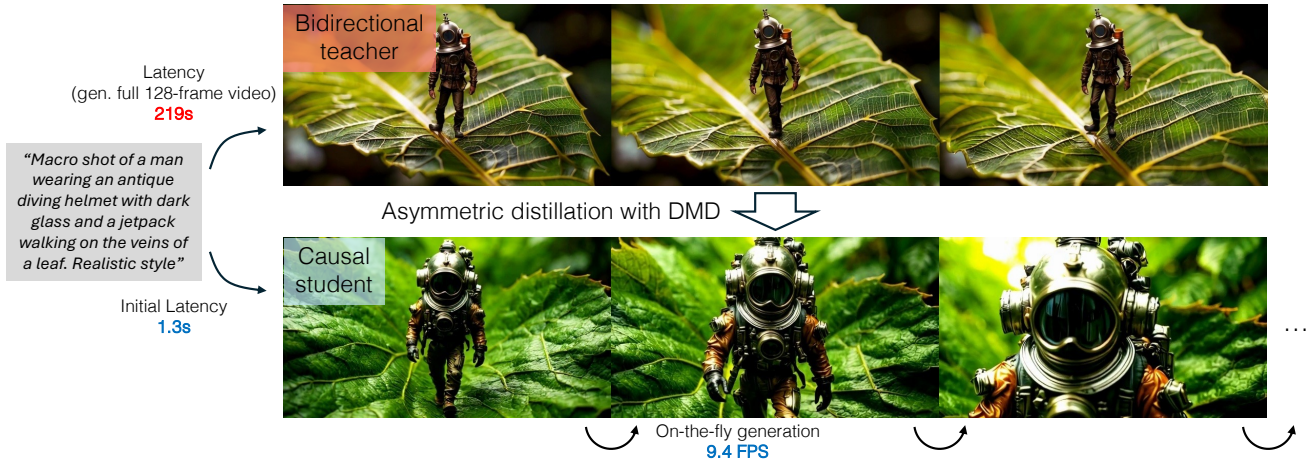 Bidirectional
teacher
Latency
(gen. full 128-frame video)
219s
“Macro shot of a man
wearing an antique
diving helmet with dark
glass and a jetpack
walking on the veins of
a leaf. Realistic style”
Asymmetric distillation with DMD
Causal
student
Initial Latency
1.3s
...
On-the-fly generation
9.4 FPS